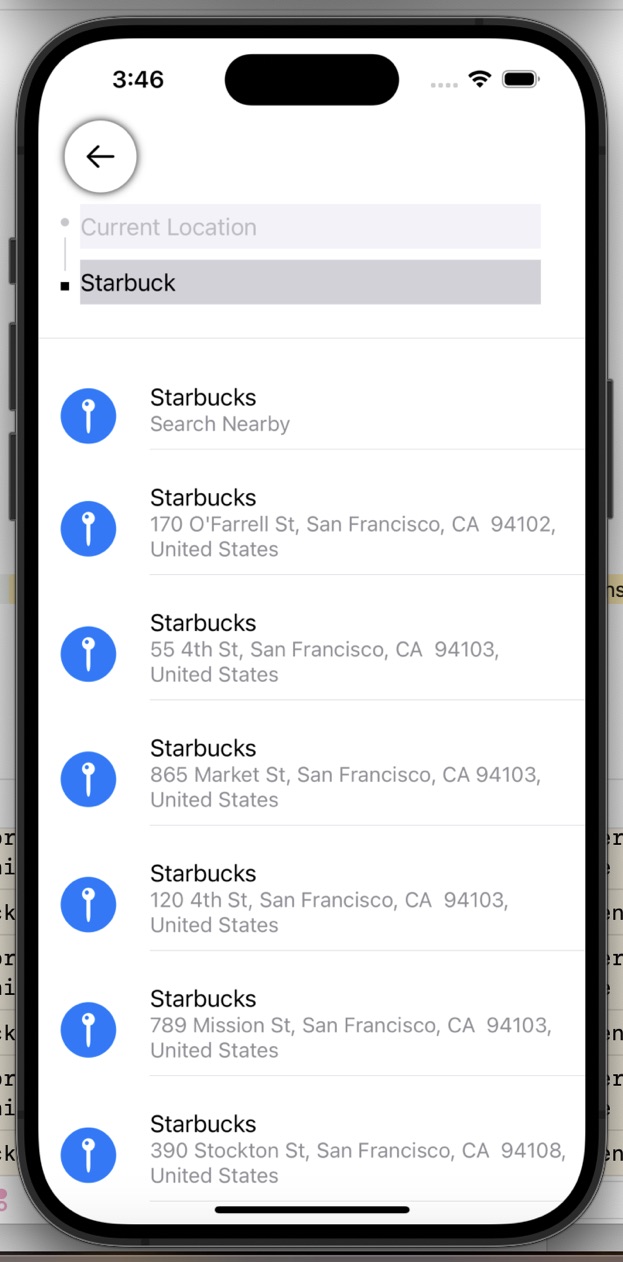 3:46
Current Location
Starbuck
Starbucks
Search Nearby
Starbucks
170 O'Farrell St, San Francisco, CA  94102,
United States
Starbucks
55 4th St, San Francisco, CA  94103,
United States
Starbucks
865 Market St, San Francisco, CA 94103,
United States
Starbucks
120 4th St, San Francisco, CA  94103,
United States
Starbucks
789 Mission St, San Francisco, CA  94103,
United States
Starbucks
390 Stockton St, San Francisco, CA  94108,
United States